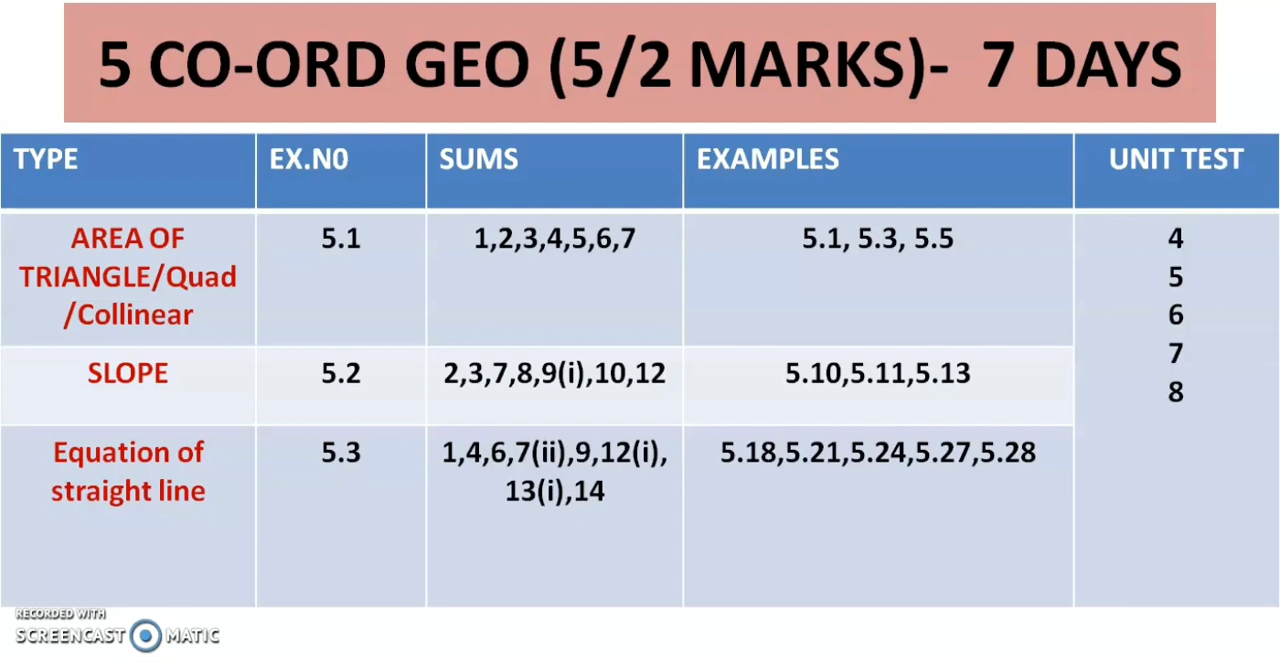 5 CO-ORD GEO (5/2 MARKS)-  7 DAYS
TYPE EX.N0 SUMS EXAMPLES UNIT TEST
AREA OF
TRIANGLE/Quad
/Collinear
5.1
1,2,3,4,5,6,7
5.1, 5.3, 5.5
4
5
6
7
8
SLOPE
5.2
2,3,7,8,9(i),10,12
5.10,5.11,5.13
Equation of
straight line
5.3
1,4,6,7(ii),9,12(i),
13(i),14
5.18,5.21,5.24,5.27,5.28
RECORDED WITH
SCREENCAST MATIC